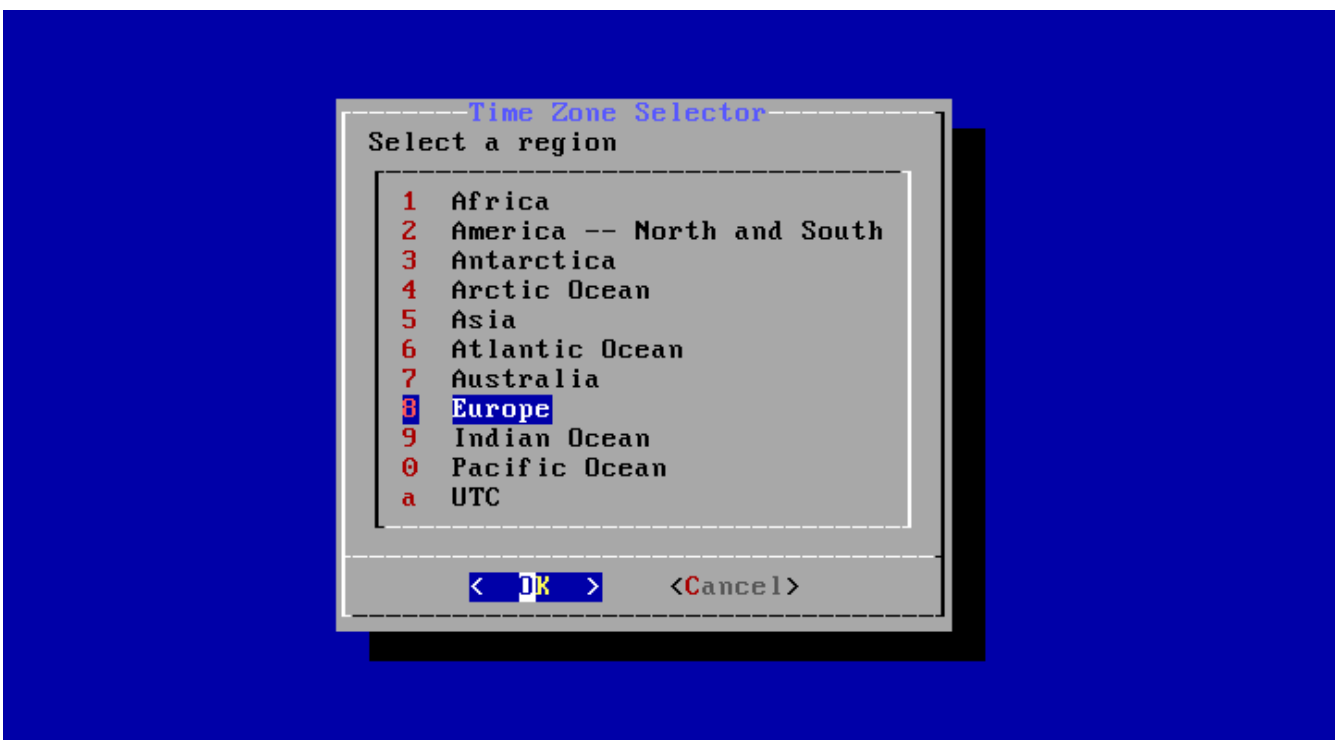 Time Zone Selector
Select a region
1 Africa
2 America -- North and South
3 Antarctica
4 Arctic Ocean
5 Asia
6 Atlantic Ocean
7 Australia
8 Europe
9 Indian Ocean
0 Pacific Ocean
a UTC
< OK > <Cancel>